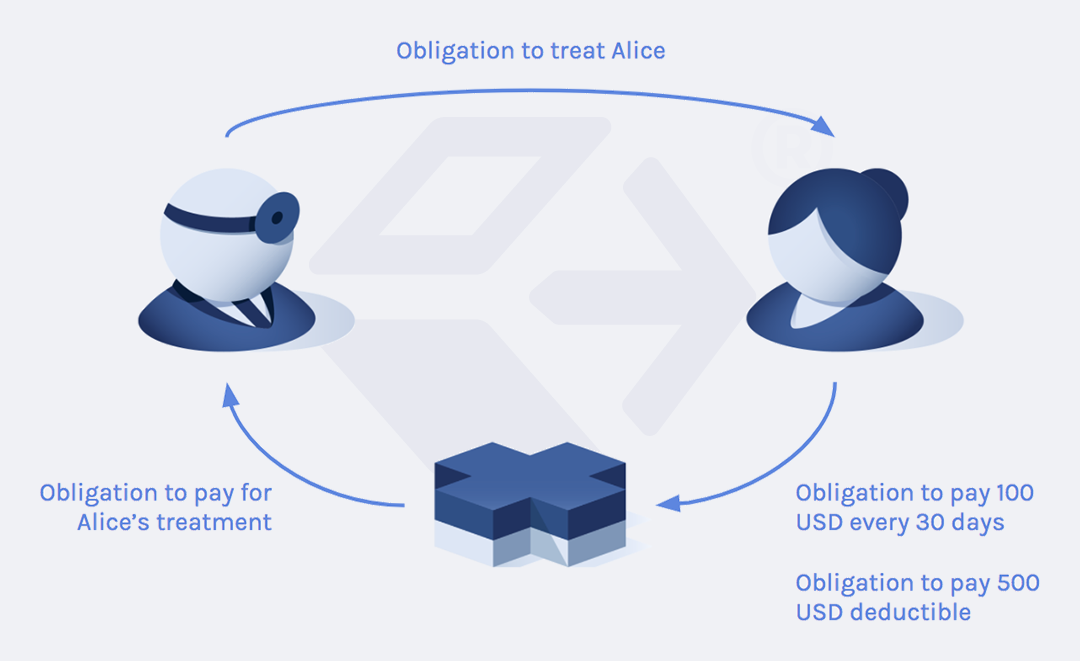 Obligation to treat Alice
Obligation to pay for
Alice’s treatment
Obligation to pay 100
USD every 30 days
Obligation to pay 500
USD deductible
®